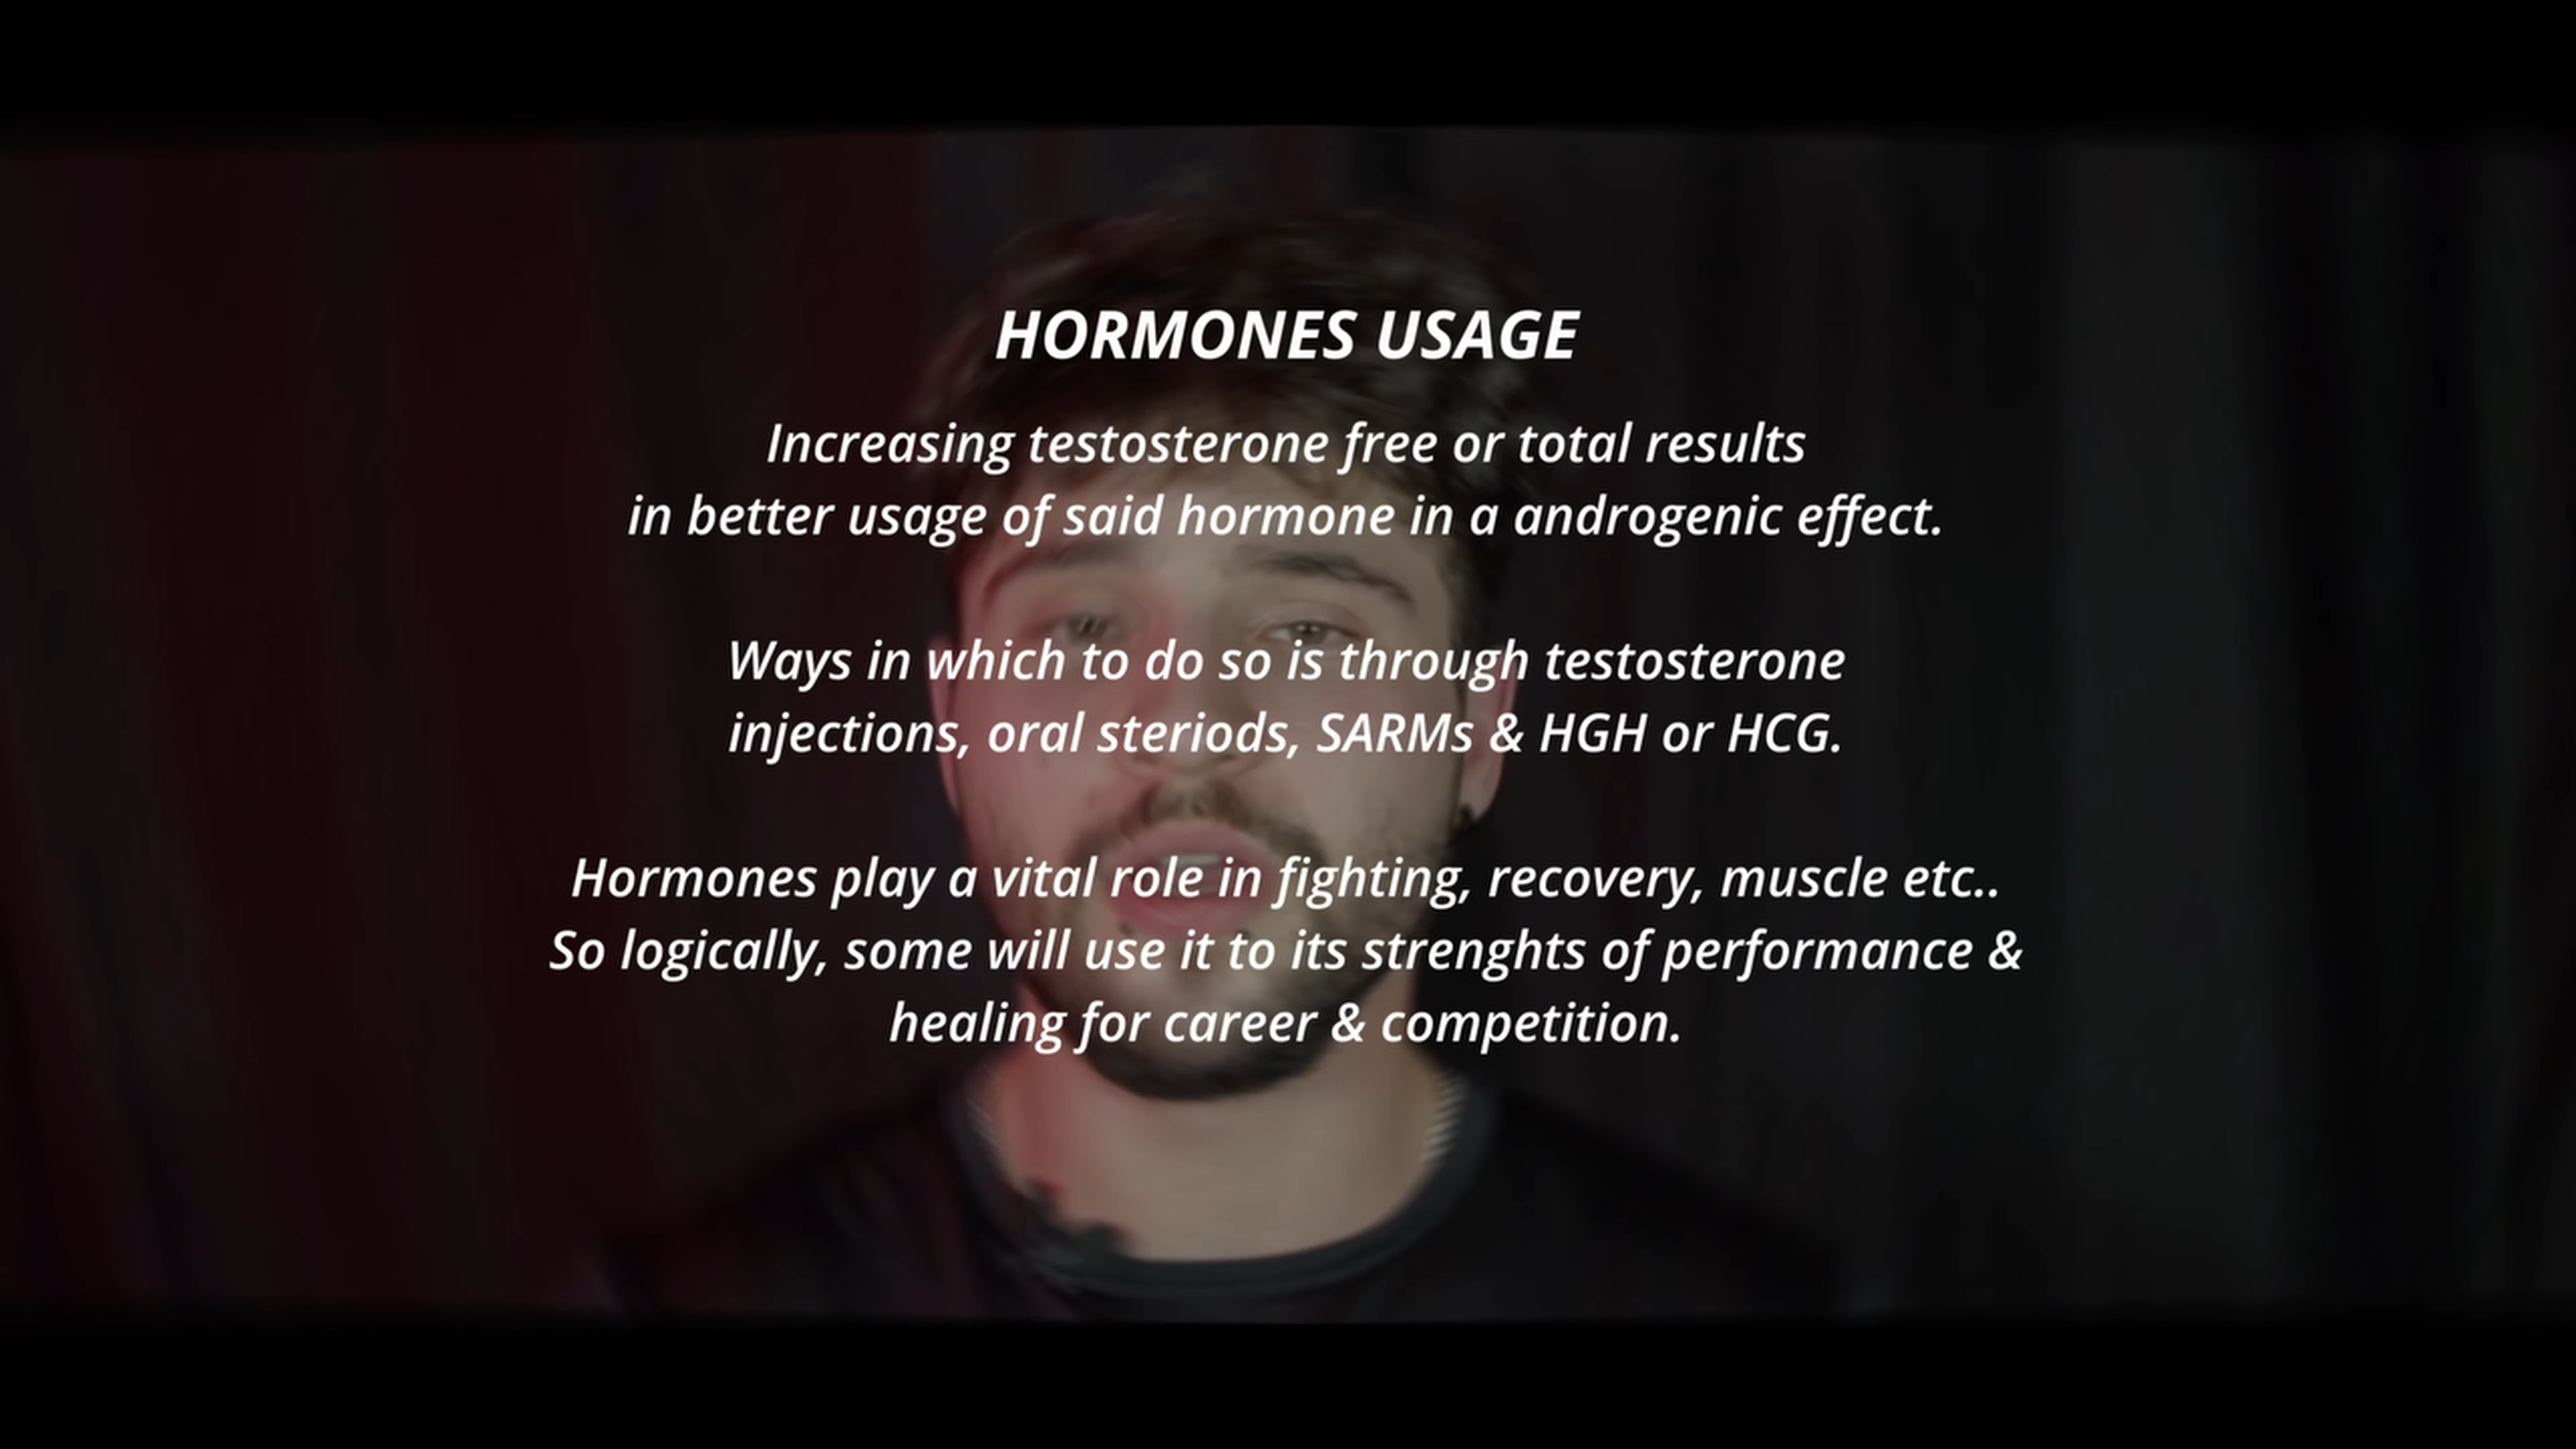 HORMONES USAGE
Increasing testosterone free or total results
in better usage of said hormone in a androgenic effect.
Ways in which to do so is through testosterone
injections, oral steriods, SARMs & HGH or HCG.
Hormones play a vital role in fighting, recovery, muscle etc..
So logically, some will use it to its strenghts of performance &
healing for career & competition.